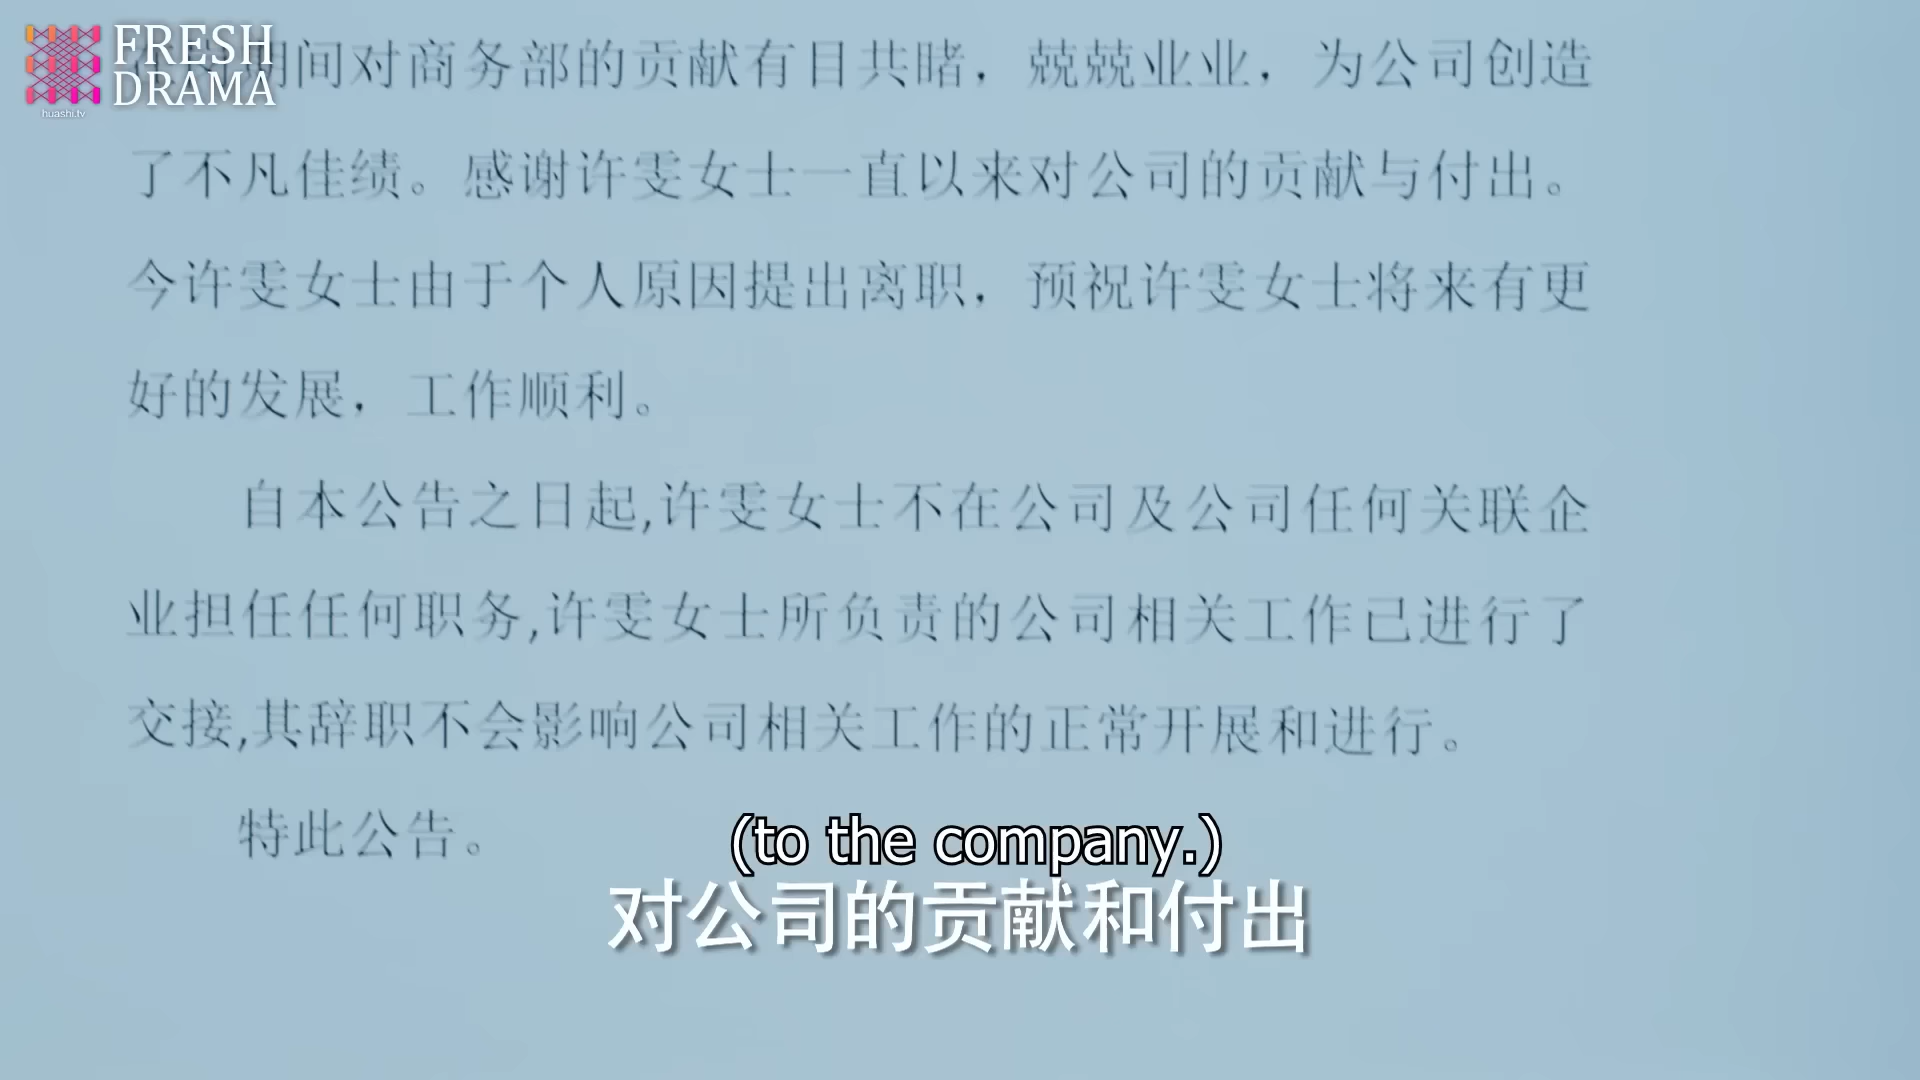 FRESH
DRAMA
huashi.tv
期间对商务部的贡献有目共睹，兢兢业业，为公司创造
了不凡佳绩。感谢许雯女士一直以来对公司的贡献与付出。
今许雯女士由于个人原因提出离职，预祝许雯女士将来有更
好的发展，工作顺利。
自本公告之日起,许雯女士不在公司及公司任何关联企
业担任任何职务,许雯女士所负责的公司相关工作已进行了
交接,其辞职不会影响公司相关工作的正常开展和进行。
特此公告。
(to the company.)
对公司的贡献和付出